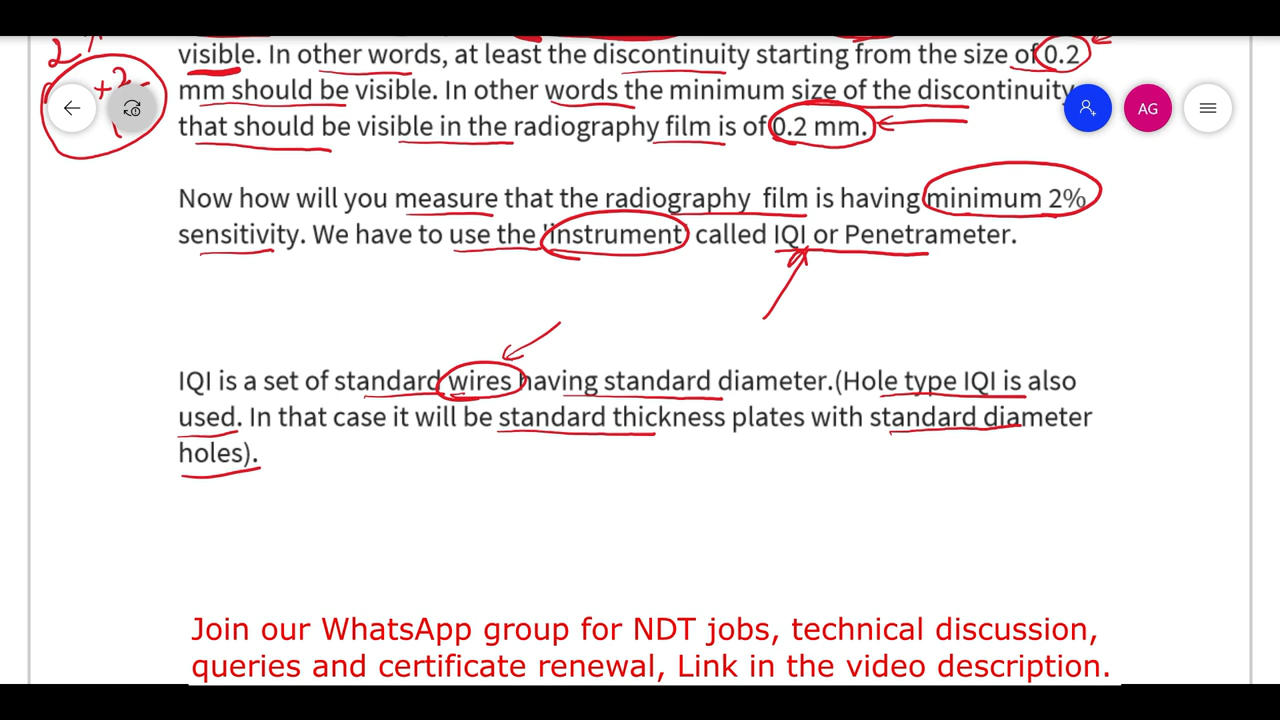 visible. In other words, at least the discontinuity starting from the size of 0.2
mm should be visible. In other words the minimum size of the discontinuity
that should be visible in the radiography film is of 0.2 mm.
AG
Now how will you measure that the radiography film is having minimum 2%
sensitivity. We have to use the 'instrument' called IQI or Penetrameter.
IQI is a set of standard wires having standard diameter.(Hole type IQI is also
used. In that case it will be standard thickness plates with standard diameter
holes).
Join our WhatsApp group for NDT jobs, technical discussion,
queries and certificate renewal, Link in the video description.